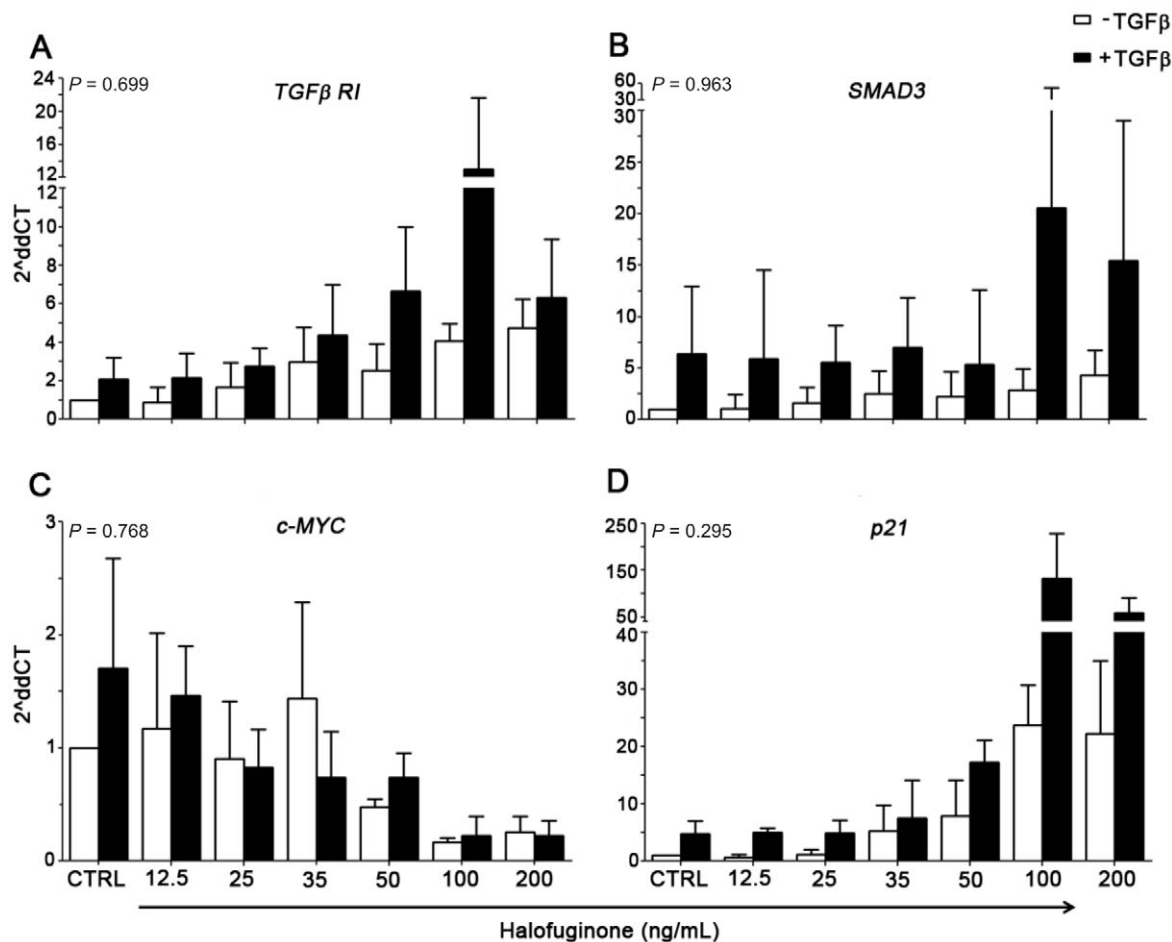 - TGFβ
+ TGFβ
A
P = 0.699
TGFβ RI
24
22
20
18
16
14
12
12
10
8
6
4
2
0
2^ddCT
B
P = 0.963
SMAD3
60
30
30
25
20
15
10
5
0
C
P = 0.768
c-MYC
3
2
1
0
2^ddCT
CTRL 12.5 25 35 50 100 200
D
P = 0.295
p21
250
150
50
40
30
20
10
0
CTRL 12.5 25 35 50 100 200
Halofuginone (ng/mL)